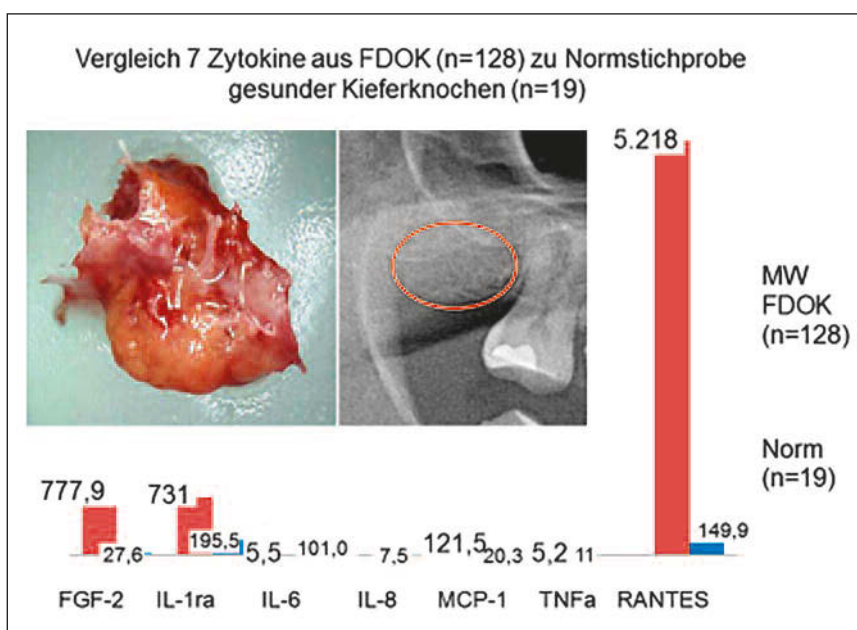 Vergleich 7 Zytokine aus FDOK (n=128) zu Normstichprobe
gesunder Kieferknochen (n=19)
5.218
MW
FDOK
(n=128)
Norm
(n=19)
777,9
27,6
731
195,5
5,5
101,0
7,5
121,5
20,3
5,2
11
149,9
FGF-2 IL-1ra IL-6 IL-8 MCP-1 TNFa RANTES